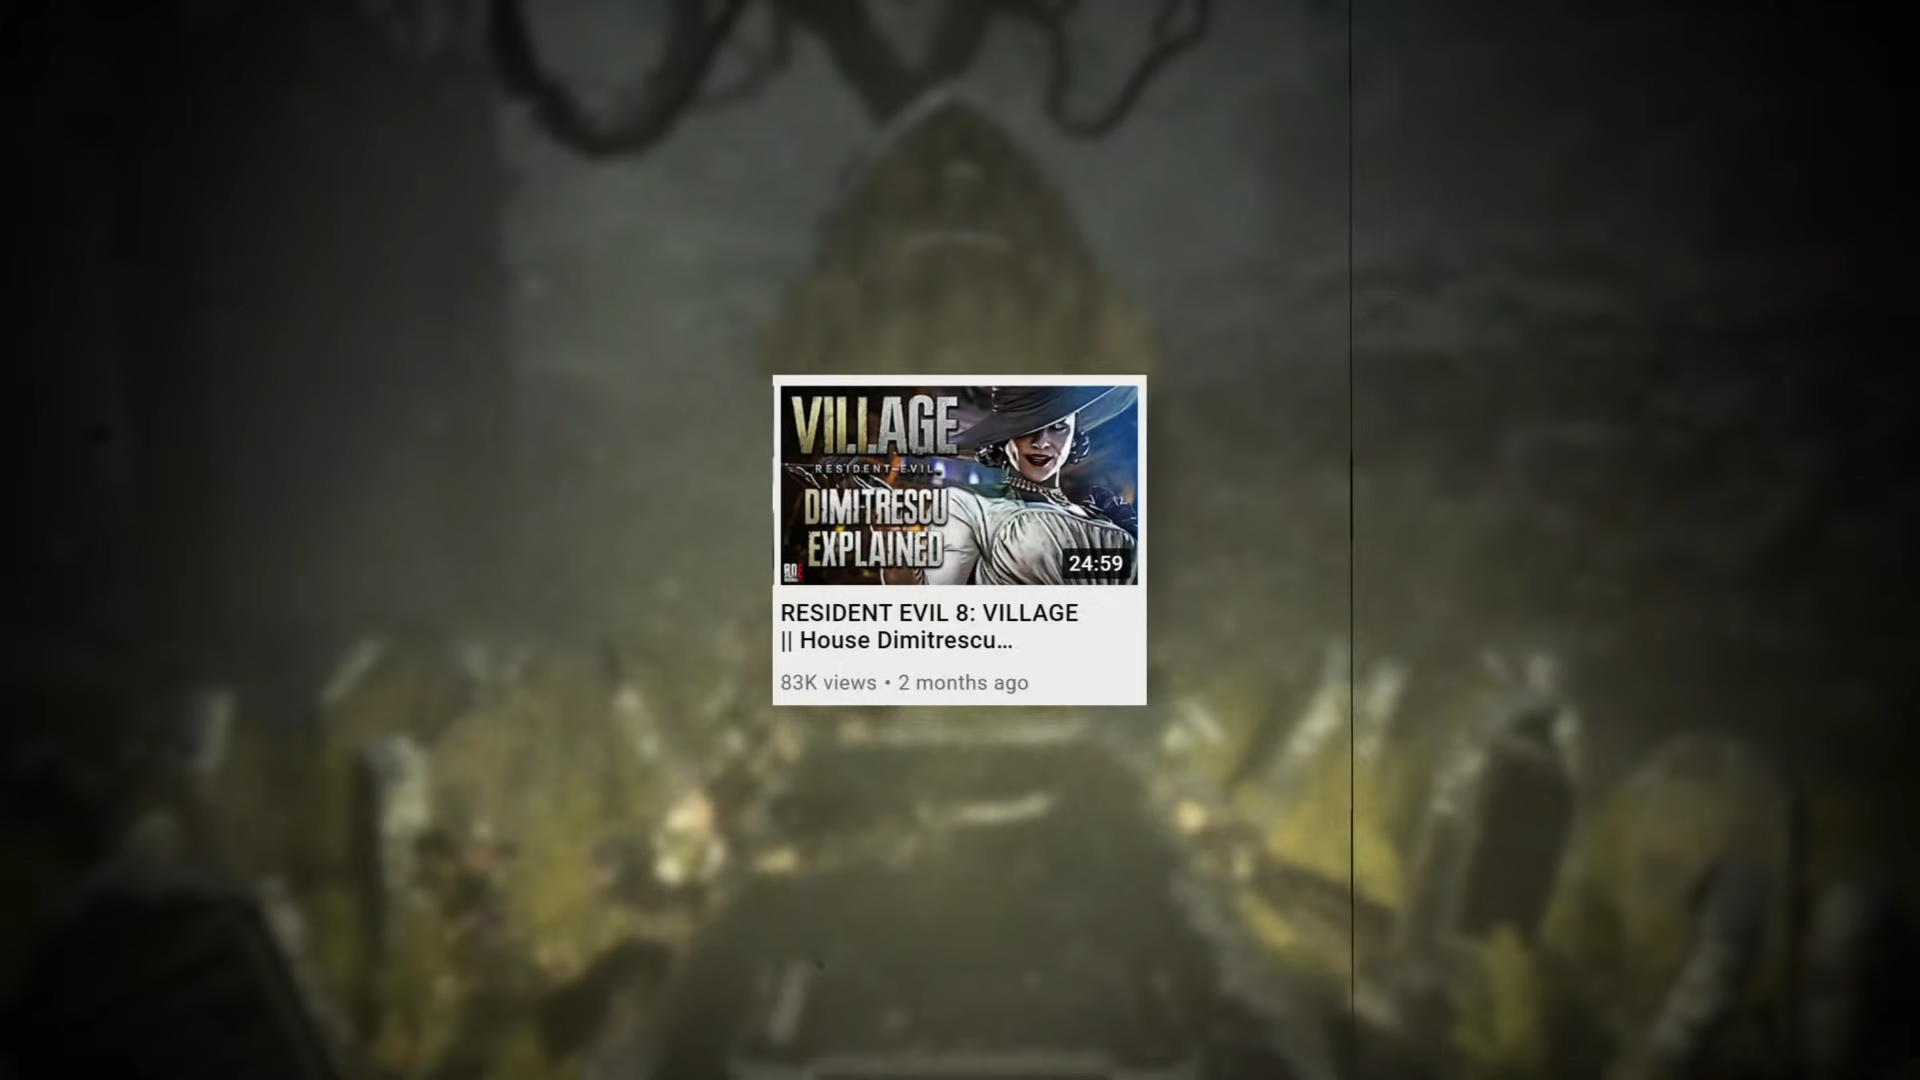 VILLAGE
RESIDENT EVIL
DIMITRESCU
EXPLAINED
24:59
RESIDENT EVIL 8: VILLAGE
|| House Dimitrescu...
83K views • 2 months ago